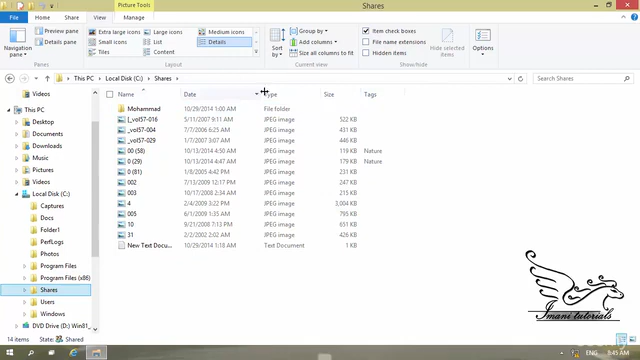 Picture Tools
Shares
File
Home
Share
View
Manage
Navigation pane
Preview pane
Details pane
Extra large icons
Large icons
Medium icons
Small icons
List
Details
Tiles
Content
Sort by
Group by
Add columns
Size all columns to fit
Item check boxes
File name extensions
Hidden items
Hide selected items
Options
Panes
Layout
Current view
Show/hide
This PC
Local Disk (C:)
Shares
Search Shares
Name
Date
Type
Size
Tags
Videos
This PC
Desktop
Documents
Downloads
Music
Pictures
Videos
Local Disk (C:)
Captures
Docs
Folder1
PerfLogs
Photos
Program Files
Program Files (x86)
Shares
Users
Windows
DVD Drive (D:) Win81_
Mohammad 10/29/2014 1:00 AM File folder
[_vol57-016 5/11/2007 9:11 AM JPEG image 522 KB
_vol57-004 7/7/2006 6:25 AM JPEG image 431 KB
_vol57-029 1/7/2007 3:07 AM JPEG image 446 KB
00 (58) 10/13/2014 4:50 AM JPEG image 119 KB Nature
0 (29) 10/13/2014 4:47 AM JPEG image 179 KB Nature
0 (81) 1/8/2005 4:42 PM JPEG image 231 KB
002 7/13/2009 12:17 PM JPEG image 247 KB
003 10/17/2008 2:34 AM JPEG image 215 KB
4 2/4/2009 3:22 PM JPEG image 3,004 KB
005 6/1/2009 1:35 AM JPEG image 795 KB
10 9/21/2008 7:13 PM JPEG image 651 KB
31 2/2/2002 2:02 AM JPEG image 426 KB
New Text Docu... 10/29/2014 1:18 AM Text Document 1 KB
Imani tutorials
14 items
State:
Shared
ENG
8:45 AM